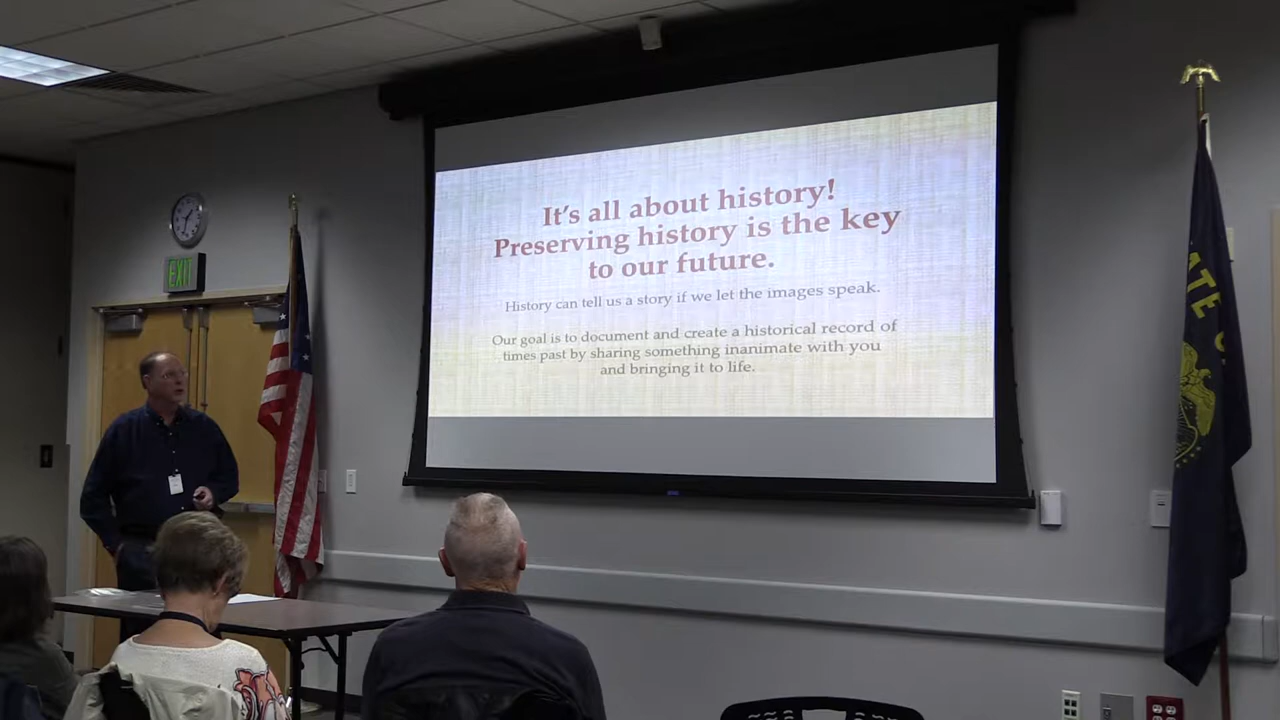 It's all about history!
Preserving history is the key
to our future.
History can tell us a story if we let the images speak.
Our goal is to document and create a historical record of
times past by sharing something inanimate with you
and bringing it to life.
EXIT
ATE